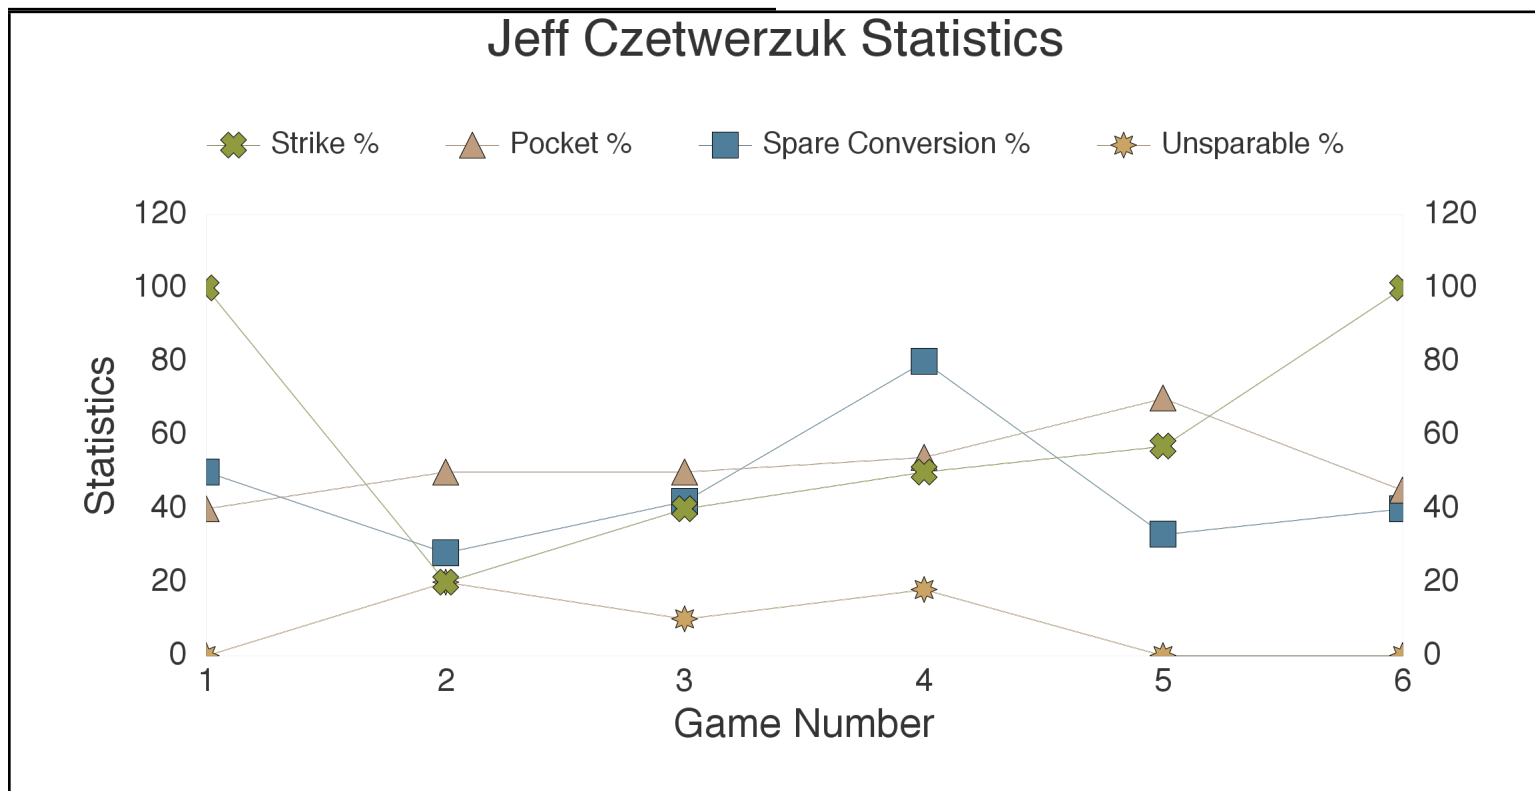 Jeff Czetwerzuk Statistics
Strike % Pocket % Spare Conversion % Unsparable %
120 120
100 100
80 80
60 60
40 40
20 20
0 0
Statistics
1 2 3 4 5 6
Game Number